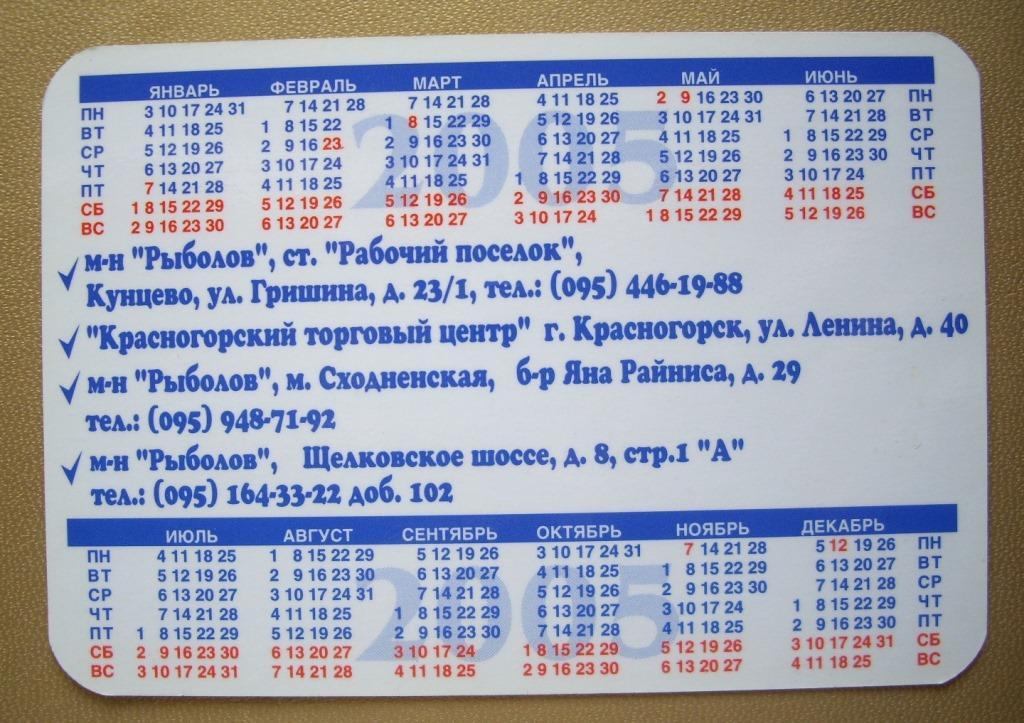 ЯНВАРЬ ФЕВРАЛЬ МАРТ АПРЕЛЬ МАЙ ИЮНЬ
ПН 3 10 17 24 31 7 14 21 28 7 14 21 28 4 11 18 25 2 9 16 23 30 6 13 20 27 ПН
ВТ 4 11 18 25 1 8 15 22 1 8 15 22 29 5 12 19 26 3 10 17 24 31 7 14 21 28 ВТ
СР 5 12 19 26 2 9 16 23 2 9 16 23 30 6 13 20 27 4 11 18 25 1 8 15 22 29 СР
ЧТ 6 13 20 27 3 10 17 24 3 10 17 24 31 7 14 21 28 5 12 19 26 2 9 16 23 30 ЧТ
ПТ 7 14 21 28 4 11 18 25 4 11 18 25 1 8 15 22 29 6 13 20 27 3 10 17 24 ПТ
СБ 1 8 15 22 29 5 12 19 26 5 12 19 26 2 9 16 23 30 7 14 21 28 4 11 18 25 СБ
ВС 2 9 16 23 30 6 13 20 27 6 13 20 27 3 10 17 24 1 8 15 22 29 5 12 19 26 ВС
2005
м-н "Рыболов", ст. "Рабочий поселок",
Кунцево, ул. Гришина, д. 23/1, тел.: (095) 446-19-88
"Красногорский торговый центр" г. Красногорск, ул. Ленина, д. 40
м-н "Рыболов", м. Сходненская, б-р Яна Райниса, д. 29
тел.: (095) 948-71-92
м-н "Рыболов", Щелковское шоссе, д. 8, стр.1 "А"
тел.: (095) 164-33-22 доб. 102
ИЮЛЬ АВГУСТ СЕНТЯБРЬ ОКТЯБРЬ НОЯБРЬ ДЕКАБРЬ
ПН 4 11 18 25 1 8 15 22 29 5 12 19 26 3 10 17 24 31 7 14 21 28 5 12 19 26 ПН
ВТ 5 12 19 26 2 9 16 23 30 6 13 20 27 4 11 18 25 1 8 15 22 29 6 13 20 27 ВТ
СР 6 13 20 27 3 10 17 24 31 7 14 21 28 5 12 19 26 2 9 16 23 30 7 14 21 28 СР
ЧТ 7 14 21 28 4 11 18 25 1 8 15 22 29 6 13 20 27 3 10 17 24 1 8 15 22 29 ЧТ
ПТ 1 8 15 22 29 5 12 19 26 2 9 16 23 30 7 14 21 28 4 11 18 25 2 9 16 23 30 ПТ
СБ 2 9 16 23 30 6 13 20 27 3 10 17 24 1 8 15 22 29 5 12 19 26 3 10 17 24 31 СБ
ВС 3 10 17 24 31 7 14 21 28 4 11 18 25 2 9 16 23 30 6 13 20 27 4 11 18 25 ВС
2005